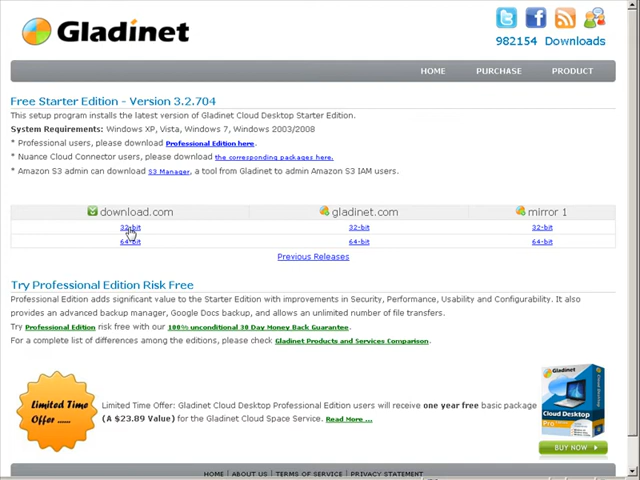 Gladinet
982154 Downloads
HOME PURCHASE PRODUCT
Free Starter Edition - Version 3.2.704
This setup program installs the latest version of Gladinet Cloud Desktop Starter Edition.
System Requirements: Windows XP, Vista, Windows 7, Windows 2003/2008
* Professional users, please download Professional Edition here.
* Nuance Cloud Connector users, please download the corresponding packages here.
* Amazon S3 admin can download S3 Manager, a tool from Gladinet to admin Amazon S3 IAM users.
download.com gladinet.com mirror 1
32-bit 32-bit 32-bit
64-bit 64-bit 64-bit
Previous Releases
Try Professional Edition Risk Free
Professional Edition adds significant value to the Starter Edition with improvements in Security, Performance, Usability and Configurability. It also
provides an advanced backup manager, Google Docs backup, and allows an unlimited number of file transfers.
Try Professional Edition risk free with our 100% unconditional 30 Day Money Back Guarantee.
For a complete list of differences among the editions, please check Gladinet Products and Services Comparison.
Limited Time
Offer ......
Limited Time Offer: Gladinet Cloud Desktop Professional Edition users will receive one year free basic package
(A $23.89 Value) for the Gladinet Cloud Space Service. Read More ...
Gladinet
Cloud Desktop
BUY NOW
HOME | ABOUT US | TERMS OF SERVICE | PRIVACY STATEMENT